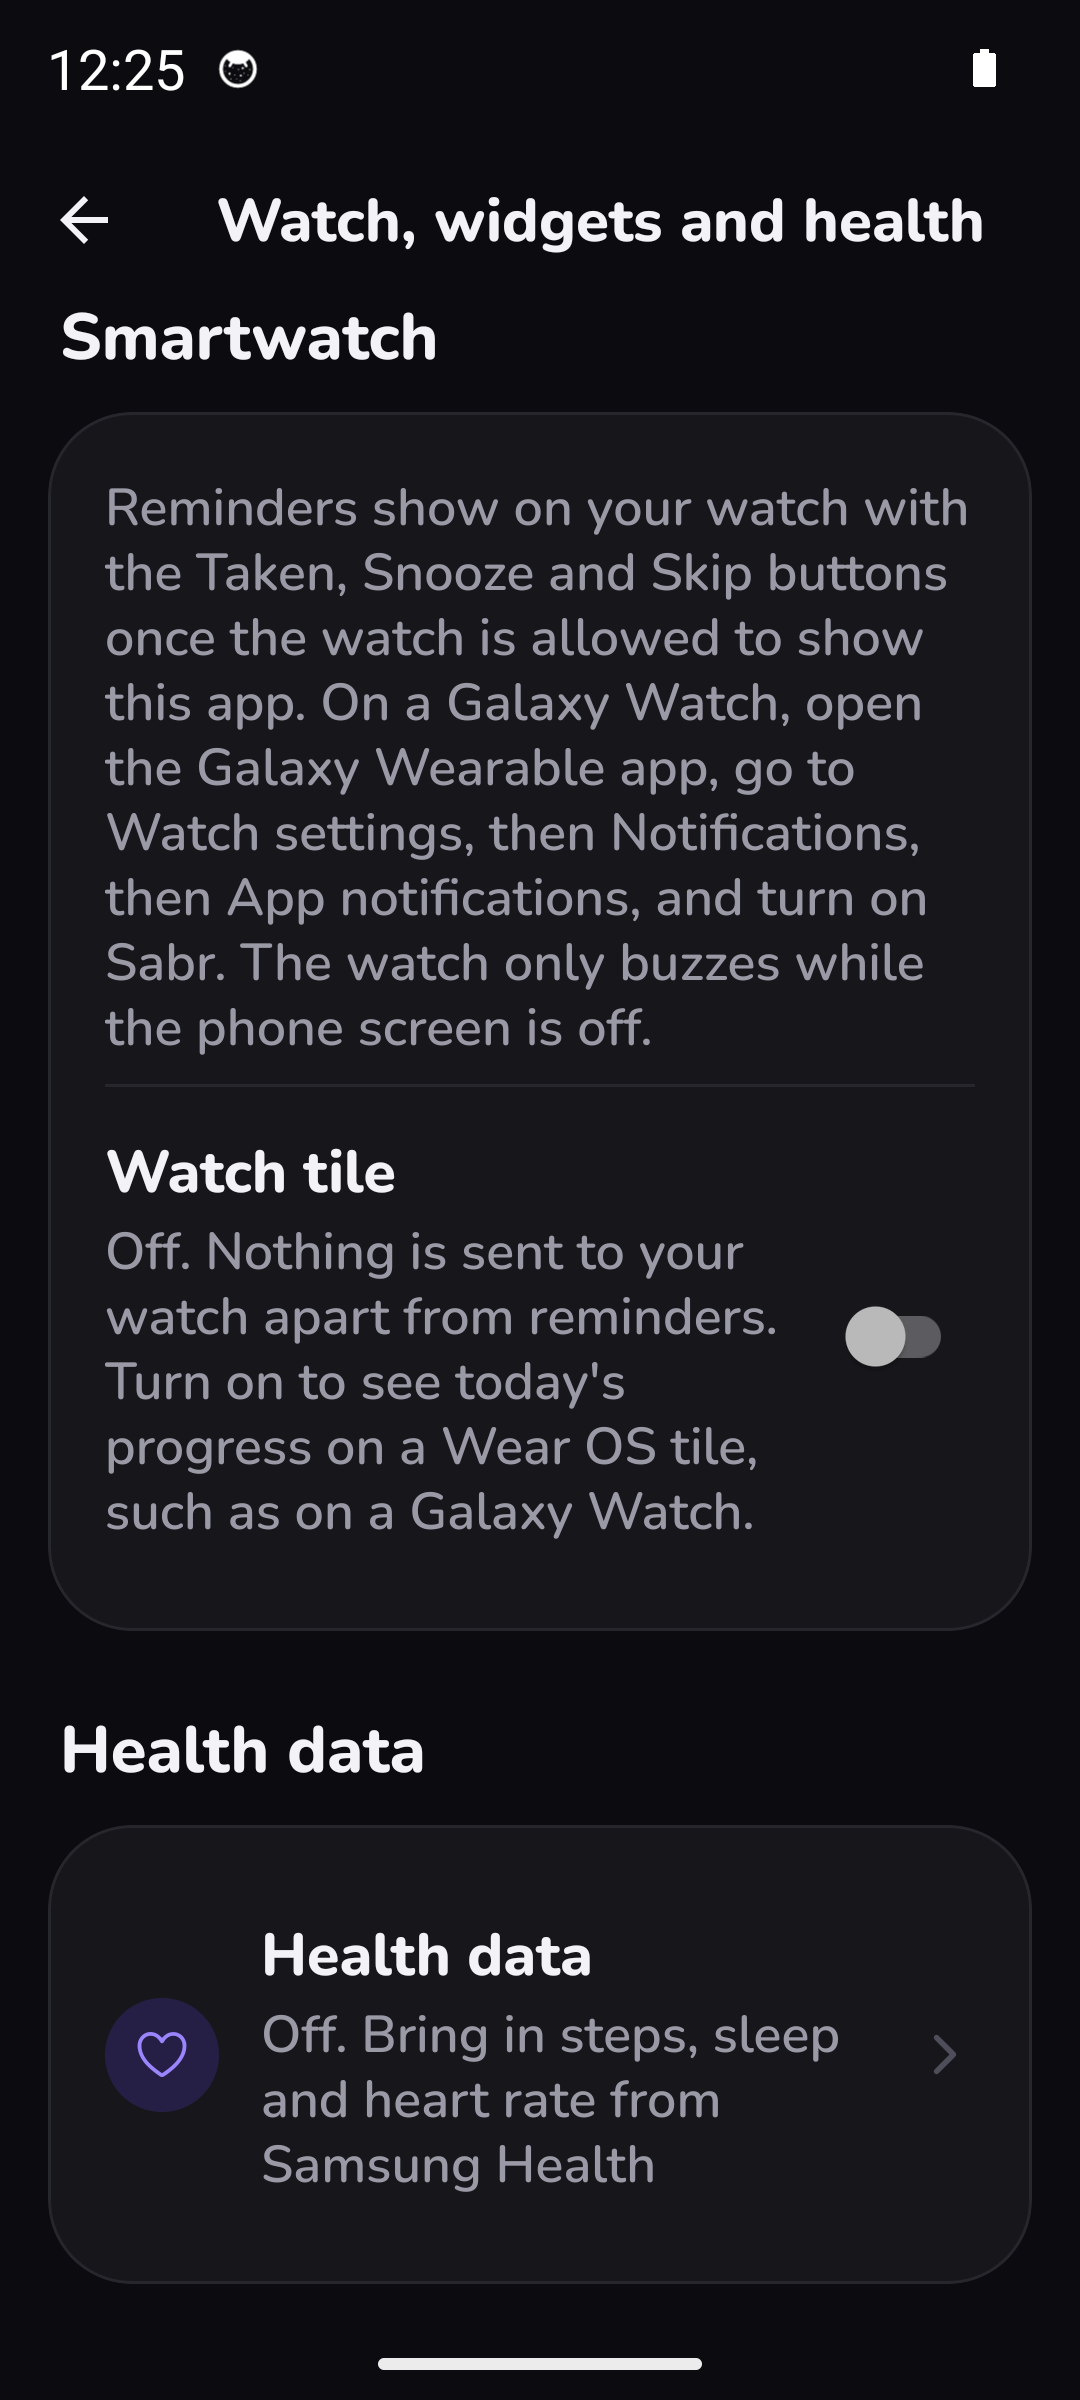 12:25
Watch, widgets and health
Smartwatch
Reminders show on your watch with
the Taken, Snooze and Skip buttons
once the watch is allowed to show
this app. On a Galaxy Watch, open
the Galaxy Wearable app, go to
Watch settings, then Notifications,
then App notifications, and turn on
Sabr. The watch only buzzes while
the phone screen is off.
Watch tile
Off. Nothing is sent to your
watch apart from reminders.
Turn on to see today's
progress on a Wear OS tile,
such as on a Galaxy Watch.
Health data
Health data
Off. Bring in steps, sleep
and heart rate from
Samsung Health